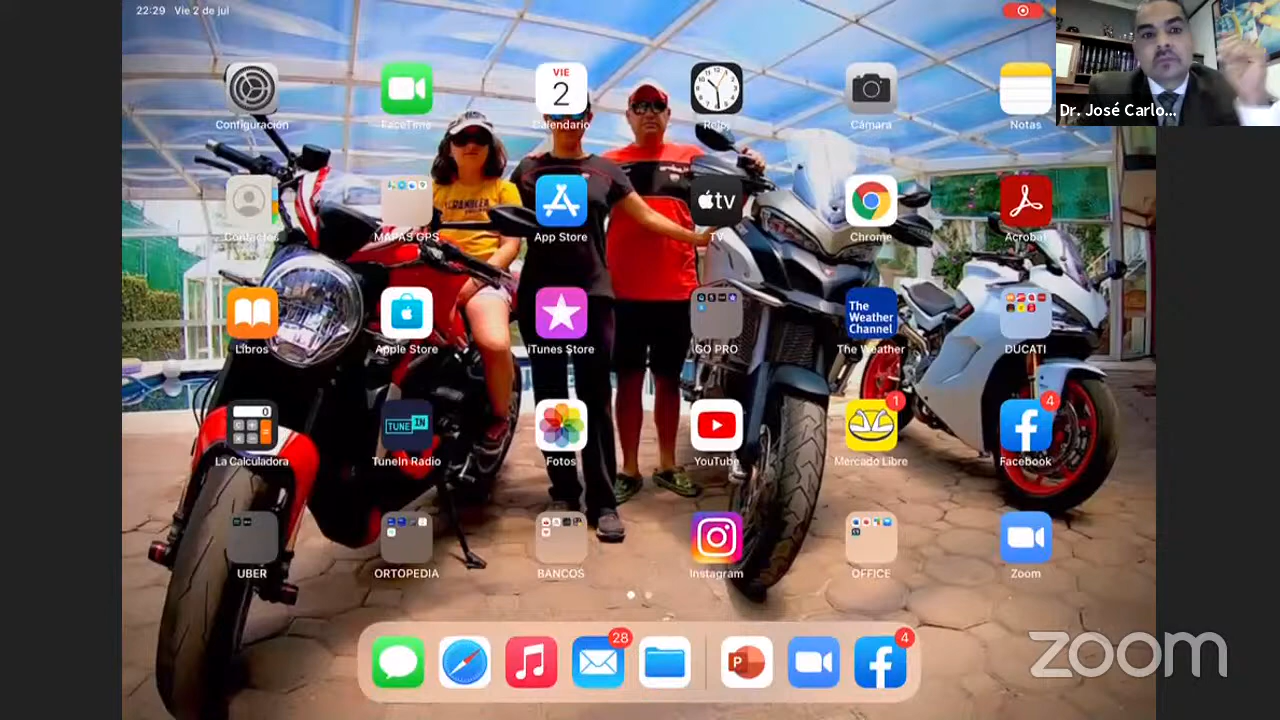 22:29 Vie 2 de jul
Dr. José Carlo...
VIE
2
Configuración
FaceTime
Calendario
Reloj
Cámara
Notas
SCRAMBLER
tv
Contactos
MAPAS GPS
App Store
TV
Chrome
Acrobat
The
Weather
Channel
Libros
Apple Store
iTunes Store
GO PRO
The Weather
DUCATI
0
TUNE IN
1
4
La Calculadora
TuneIn Radio
Fotos
YouTube
Mercado Libre
Facebook
UBER
ORTOPEDIA
BANCOS
Instagram
OFFICE
Zoom
28
P
4
zoom